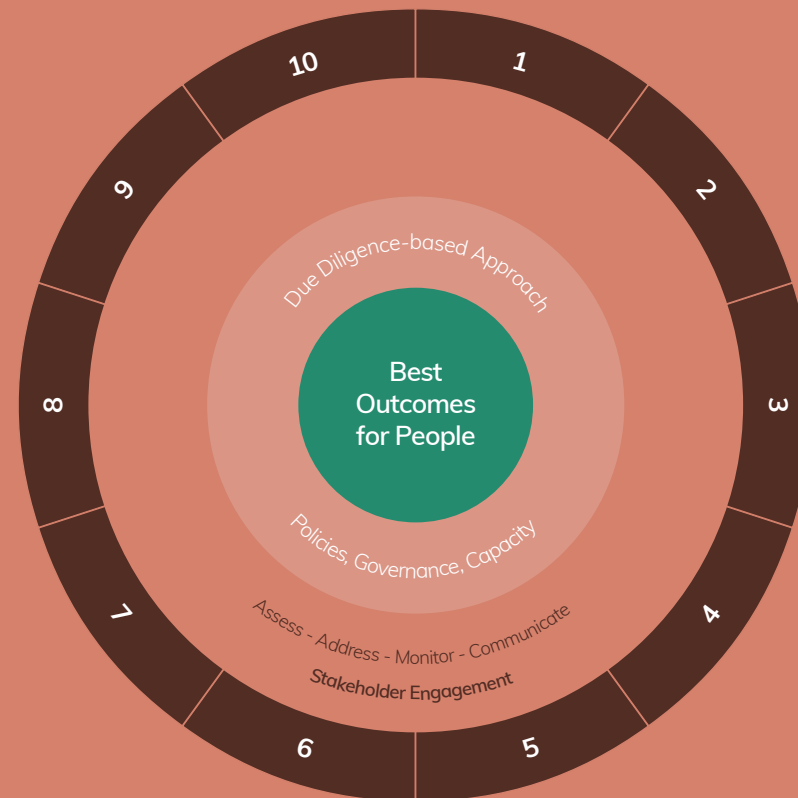 10
1
9
2
8
3
7
4
6
5
Due Diligence-based Approach
Best
Outcomes
for People
Policies, Governance, Capacity
Assess - Address - Monitor - Communicate
Stakeholder Engagement